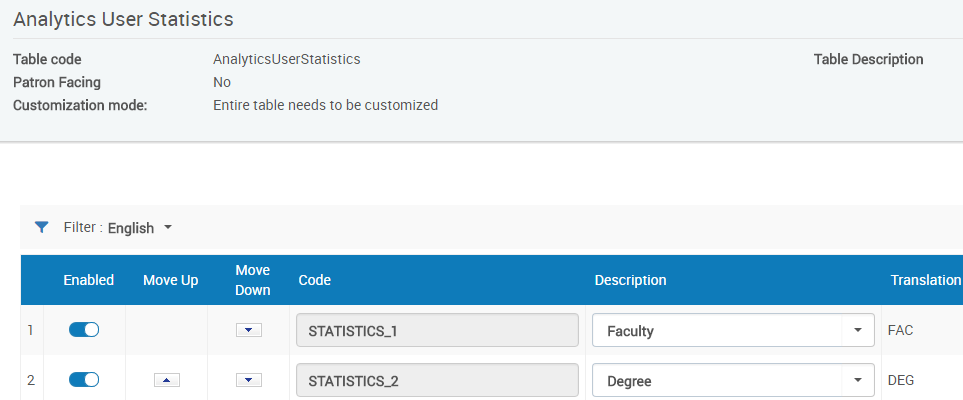 Analytics User Statistics
Table code AnalyticsUserStatistics Table Description
Patron Facing No
Customization mode: Entire table needs to be customized
Filter : English
Enabled Move Up Move Down Code Description Translation
1 STATISTICS_1 Faculty FAC
2 STATISTICS_2 Degree DEG